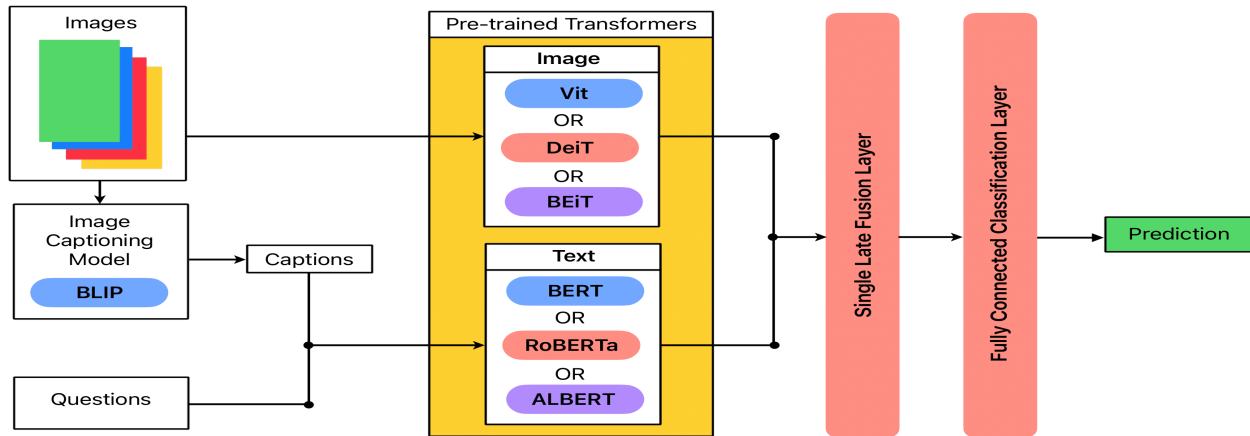 Images
Image
Captioning
Model
BLIP
Captions
Questions
Pre-trained Transformers
Image
Vit
OR
DeiT
OR
BEiT
Text
BERT
OR
RoBERTa
OR
ALBERT
Single Late Fusion Layer
Fully Connected Classification Layer
Prediction